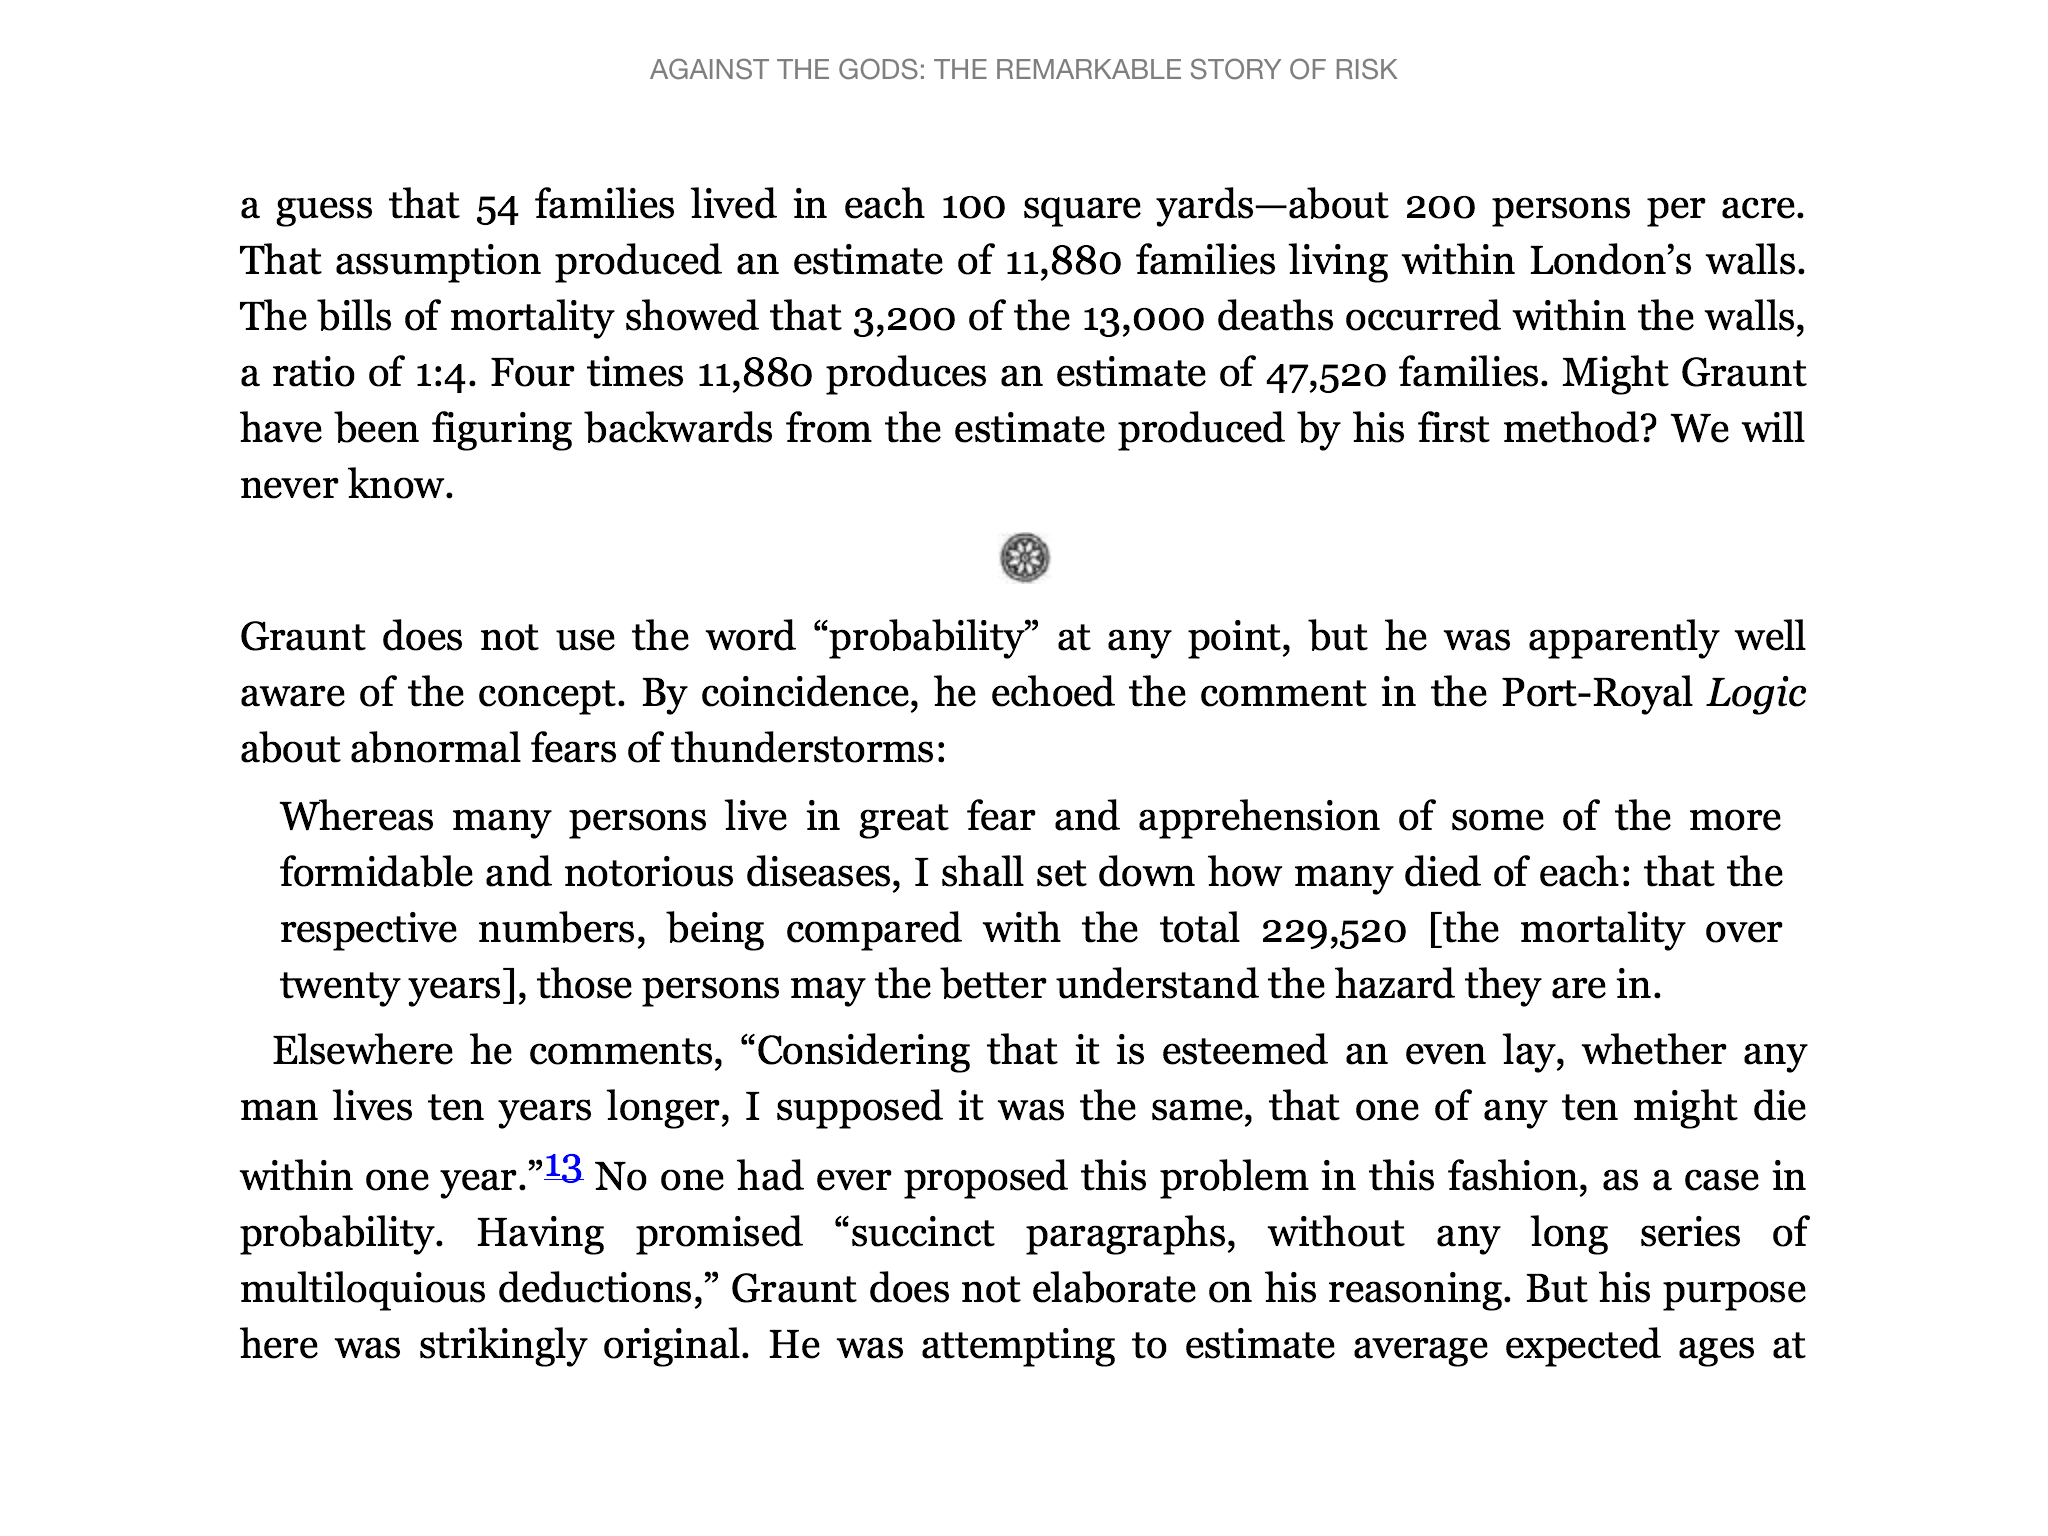 AGAINST THE GODS: THE REMARKABLE STORY OF RISK
a guess that 54 families lived in each 100 square yards—about 200 persons per acre.
That assumption produced an estimate of 11,880 families living within London’s walls.
The bills of mortality showed that 3,200 of the 13,000 deaths occurred within the walls,
a ratio of 1:4. Four times 11,880 produces an estimate of 47,520 families. Might Graunt
have been figuring backwards from the estimate produced by his first method? We will
never know.
Graunt does not use the word “probability” at any point, but he was apparently well
aware of the concept. By coincidence, he echoed the comment in the Port-Royal Logic
about abnormal fears of thunderstorms:
Whereas many persons live in great fear and apprehension of some of the more
formidable and notorious diseases, I shall set down how many died of each: that the
respective numbers, being compared with the total 229,520 [the mortality over
twenty years], those persons may the better understand the hazard they are in.
Elsewhere he comments, “Considering that it is esteemed an even lay, whether any
man lives ten years longer, I supposed it was the same, that one of any ten might die
within one year.”13 No one had ever proposed this problem in this fashion, as a case in
probability. Having promised “succinct paragraphs, without any long series of
multiloquious deductions,” Graunt does not elaborate on his reasoning. But his purpose
here was strikingly original. He was attempting to estimate average expected ages at